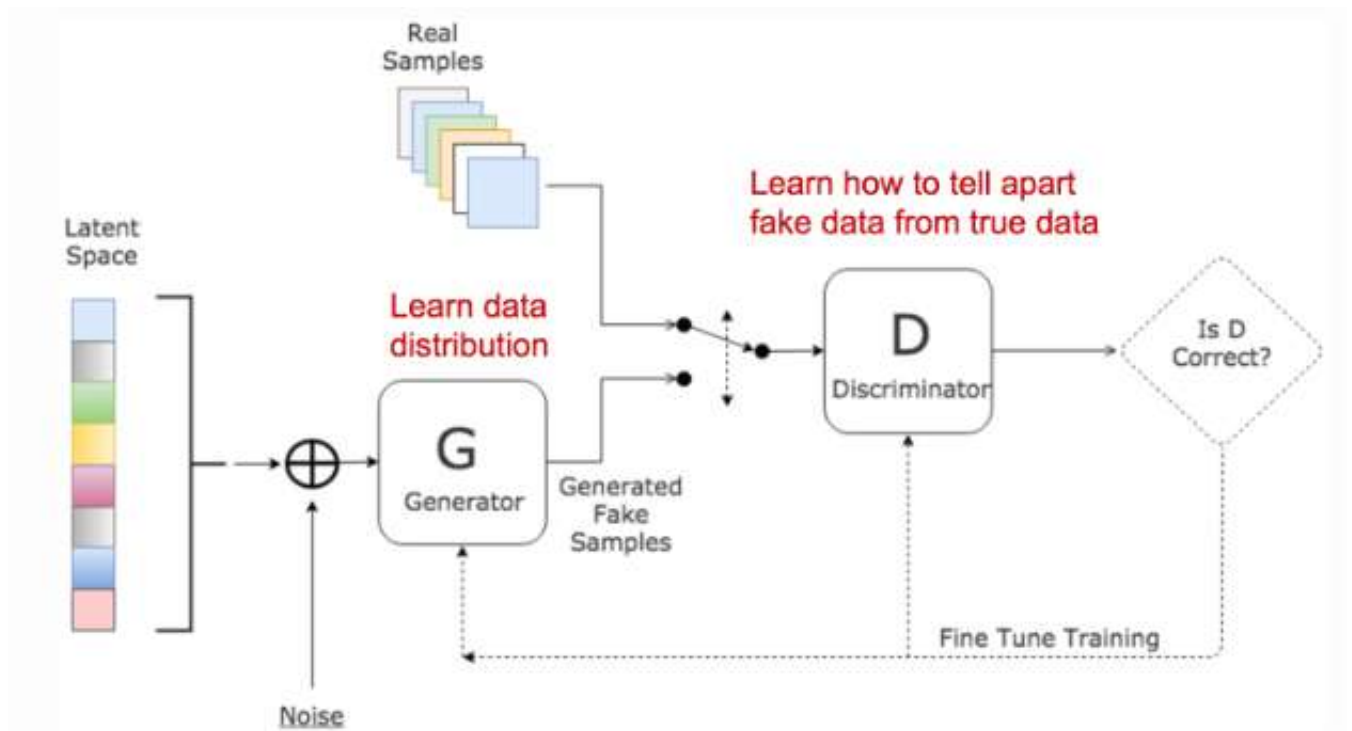 Real
Samples
Learn how to tell apart
fake data from true data
Latent
Space
Learn data
distribution
D
Discriminator
Is D
Correct?
G
Generator
Generated
Fake
Samples
Fine Tune Training
Noise